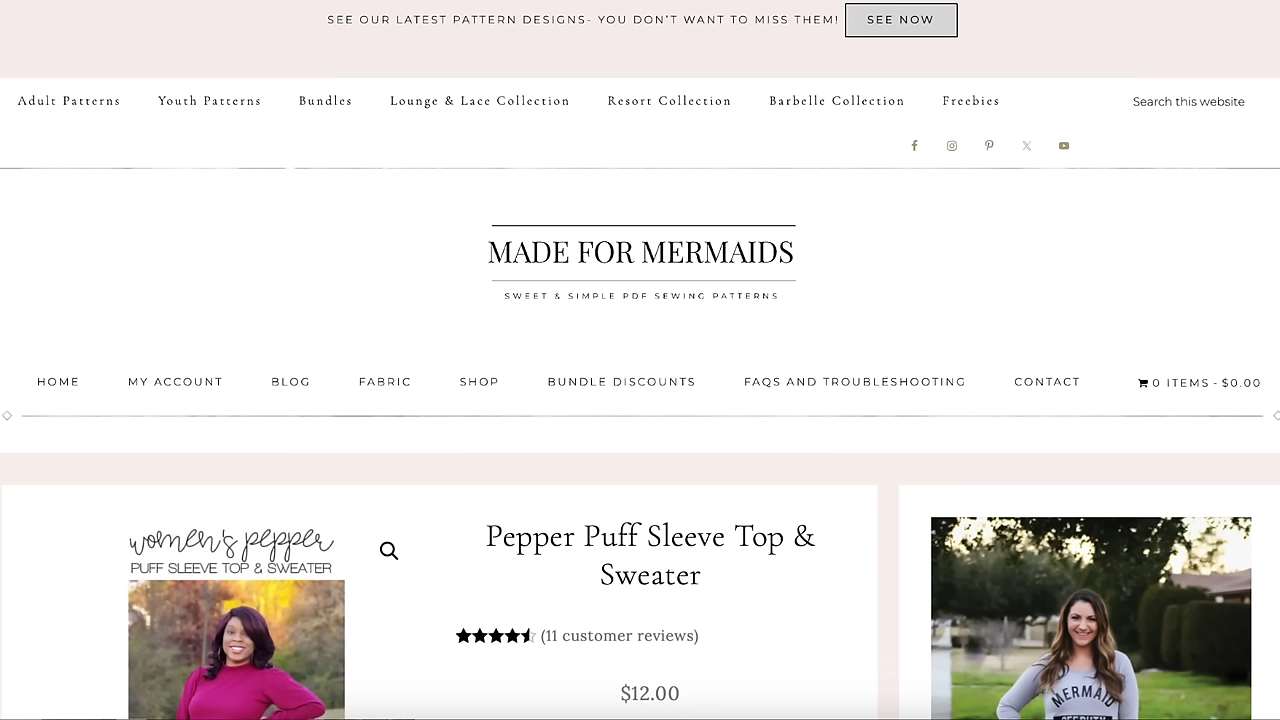 SEE OUR LATEST PATTERN DESIGNS- YOU DON'T WANT TO MISS THEM! SEE NOW
Adult Patterns Youth Patterns Bundles Lounge & Lace Collection Resort Collection Barbelle Collection Freebies Search this website
MADE FOR MERMAIDS
SWEET & SIMPLE PDF SEWING PATTERNS
HOME MY ACCOUNT BLOG FABRIC SHOP BUNDLE DISCOUNTS FAQS AND TROUBLESHOOTING CONTACT 0 ITEMS - $0.00
women's pepper
PUFF SLEEVE TOP & SWEATER
Pepper Puff Sleeve Top &
Sweater
(11 customer reviews)
$12.00
MERMAID